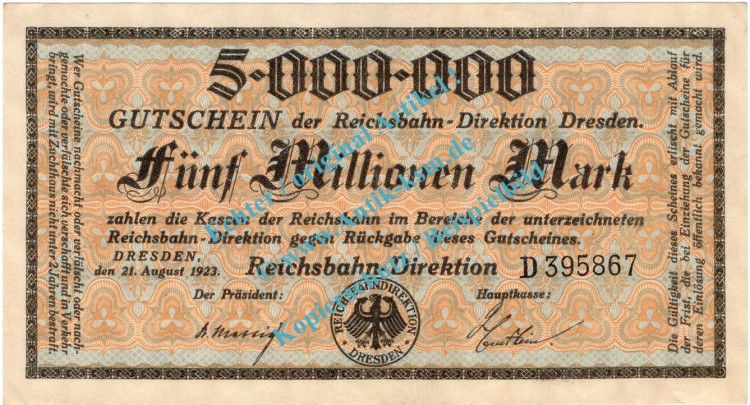 5·000·000
GUTSCHEIN der Reichsbahn-Direktion Dresden.
Fünf Millionen Mark
zahlen die Kassen der Reichsbahn im Bereiche der unterzeichneten
Reichsbahn-Direktion gegen Rückgabe dieses Gutscheines.
DRESDEN,
den 21. August 1923.
Reichsbahn-Direktion
D 395867
Der Präsident:
Hauptkasse:
REICHSBAHNDIREKTION
DRESDEN
Wer Gutscheine nachmacht oder verfälscht oder nach-
gemachte oder verfälschte sich verschafft und in Verkehr
bringt, wird mit Zuchthaus nicht unter 2 Jahren bestraft.
Die Gültigkeit dieses Scheines erlischt mit Ablauf
der Frist, die bei Einziehung der Gutscheine für
deren Einlösung öffentlich bekannt gemacht wird.